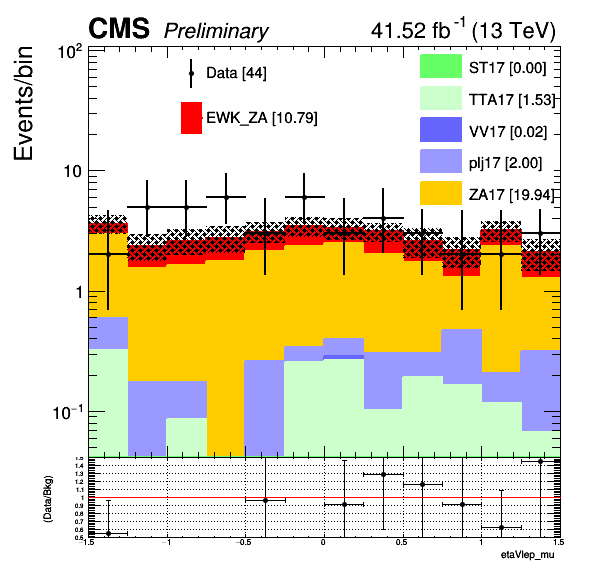 CMS Preliminary 41.52 fb⁻¹ (13 TeV)
Events/bin
10²
10
1
10⁻¹
Data [44]
EWK_ZA [10.79]
ST17 [0.00]
TTA17 [1.53]
VV17 [0.02]
plj17 [2.00]
ZA17 [19.94]
(Data/Bkg)
1.5
1.4
1.3
1.2
1.1
1
0.9
0.8
0.7
0.6
0.5
−1.5 −1 −0.5 0 0.5 1 1.5
etaVlep_mu